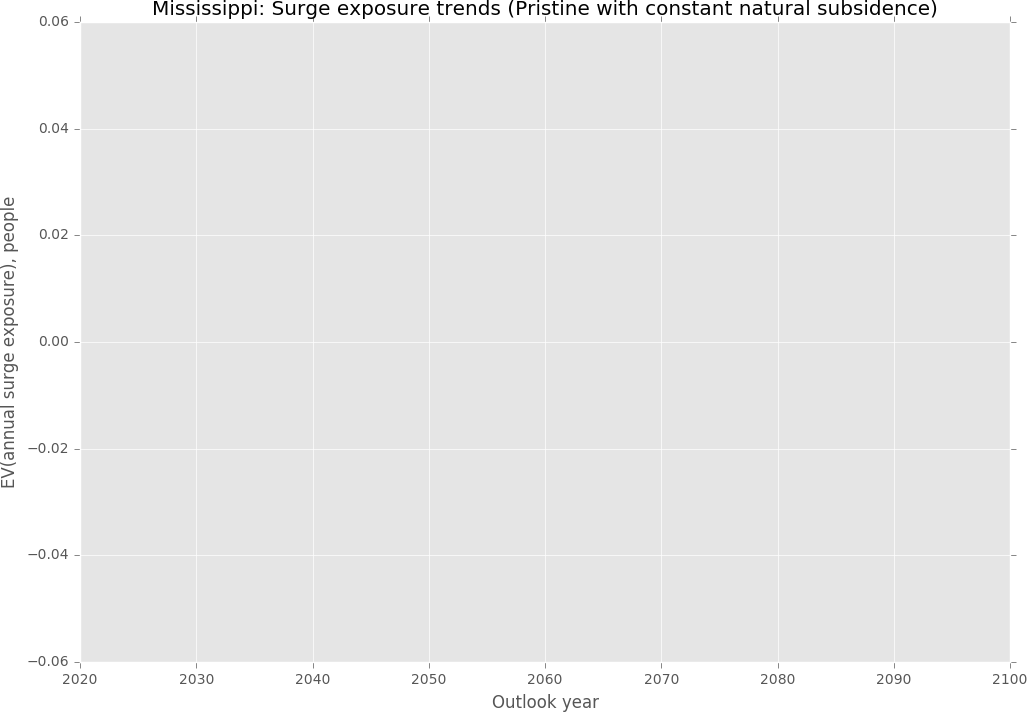 Mississippi: Surge exposure trends (Pristine with constant natural subsidence)
EV(annual surge exposure), people
0.06
0.04
0.02
0.00
−0.02
−0.04
−0.06
2020 2030 2040 2050 2060 2070 2080 2090 2100
Outlook year